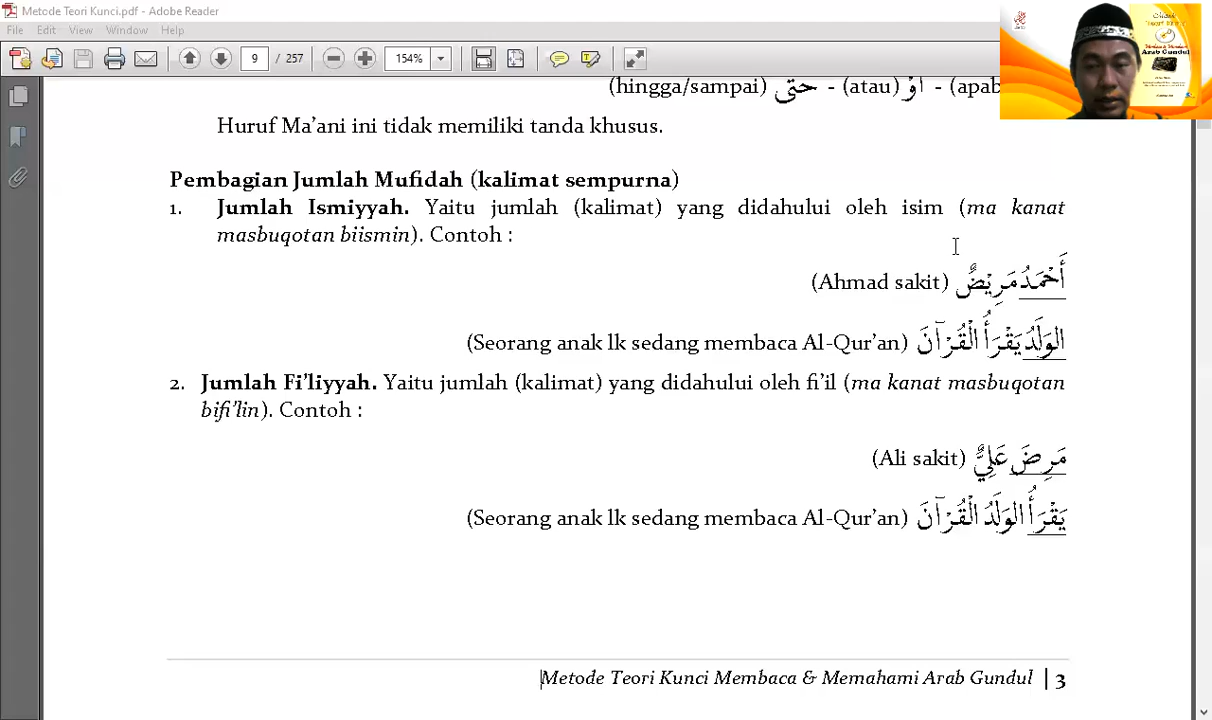 Metode Teori Kunci.pdf - Adobe Reader
File Edit View Window Help
9 / 257 154%
(hingga/sampai) حتى - (atau) اوْ - (apab
Huruf Ma’ani ini tidak memiliki tanda khusus.
Pembagian Jumlah Mufidah (kalimat sempurna)
1. Jumlah Ismiyyah. Yaitu jumlah (kalimat) yang didahului oleh isim (ma kanat
masbuqotan biismin). Contoh :
أَحْمَدُ مَرِيْضٌ (Ahmad sakit)
الوَلَدُ يَقْرَأُ الْقُرْآنَ (Seorang anak lk sedang membaca Al-Qur’an)
2. Jumlah Fi’liyyah. Yaitu jumlah (kalimat) yang didahului oleh fi’il (ma kanat masbuqotan
bifi’lin). Contoh :
مَرِضَ عَلِيٌّ (Ali sakit)
يَقْرَأُ الوَلَدُ الْقُرْآنَ (Seorang anak lk sedang membaca Al-Qur’an)
Metode Teori Kunci Membaca & Memahami Arab Gundul | 3
Arab Gundul